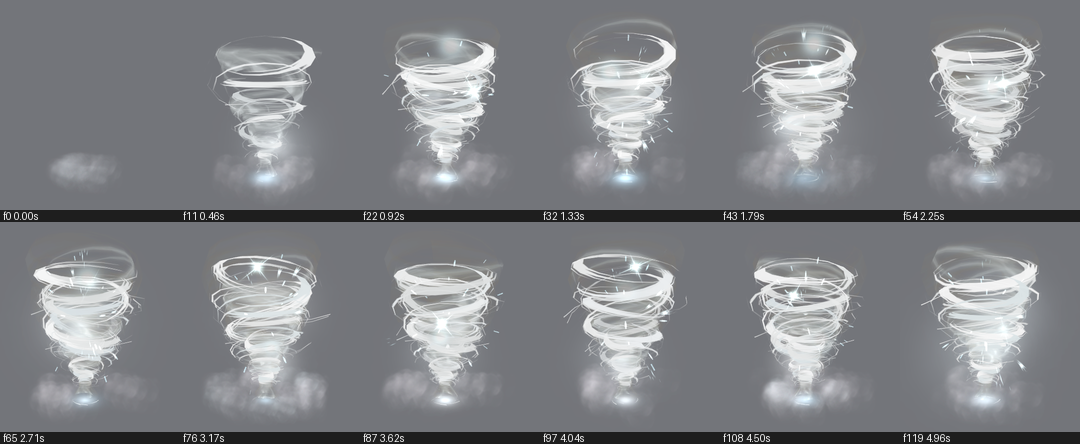 f0 0.00s
f11 0.46s
f22 0.92s
f32 1.33s
f43 1.79s
f54 2.25s
f65 2.71s
f76 3.17s
f87 3.62s
f97 4.04s
f108 4.50s
f119 4.96s